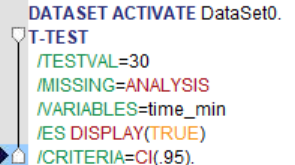 DATASET ACTIVATE DataSet0.
T-TEST
/TESTVAL=30
/MISSING=ANALYSIS
/VARIABLES=time_min
/ES DISPLAY(TRUE)
/CRITERIA=CI(.95).